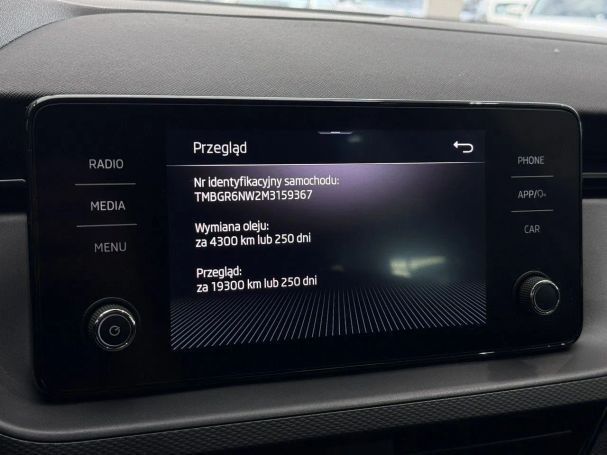 Przegląd
RADIO
MEDIA
MENU
Nr identyfikacyjny samochodu:
TMBGR6NW2M3159367
Wymiana oleju:
za 4300 km lub 250 dni
Przegląd:
za 19300 km lub 250 dni
PHONE
APP/
CAR